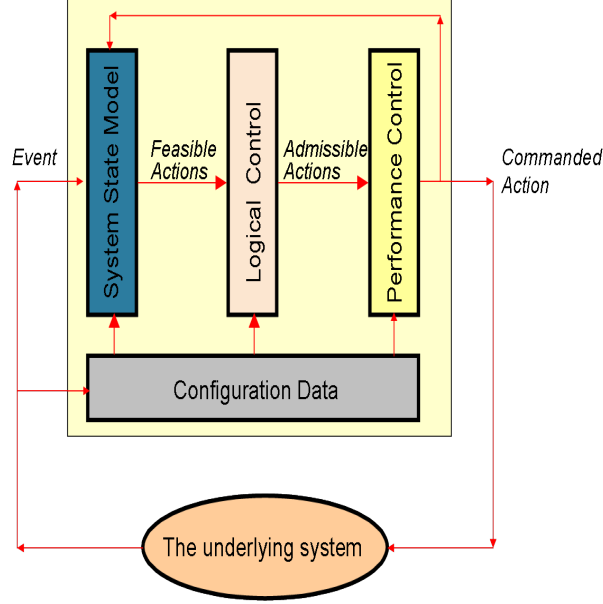 Event
System State Model
Feasible
Actions
Logical Control
Admissible
Actions
Performance Control
Commanded
Action
Configuration Data
The underlying system